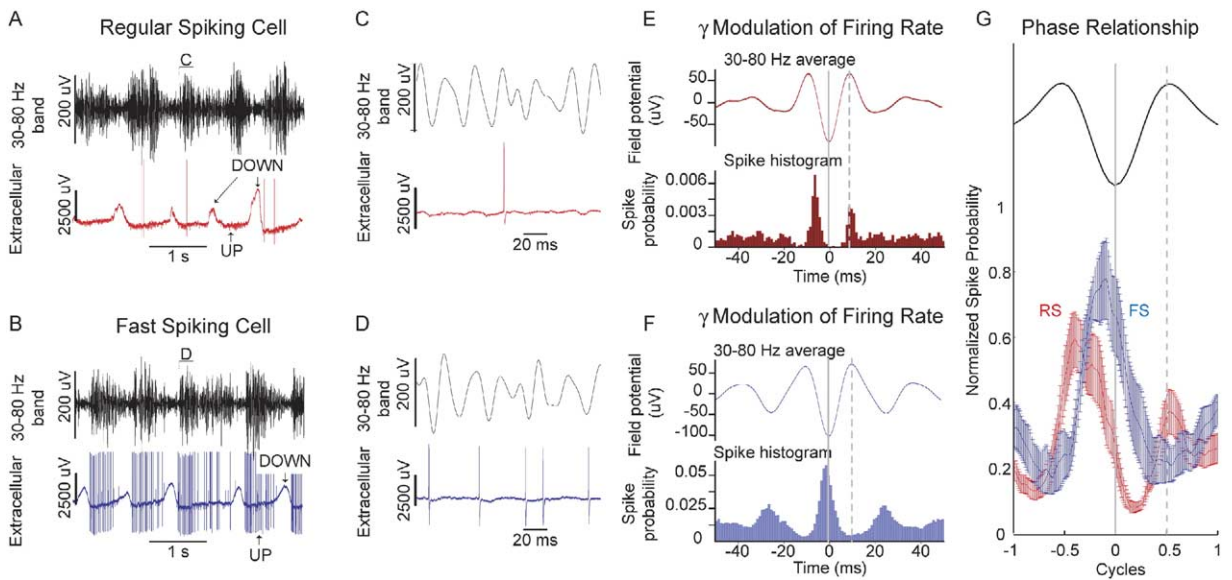 A
Regular Spiking Cell
30-80 Hz
band
200 uV
C
Extracellular
2500 uV
DOWN
UP
1 s
B
Fast Spiking Cell
30-80 Hz
band
200 uV
D
Extracellular
2500 uV
DOWN
UP
1 s
C
30-80 Hz
band
200 uV
Extracellular
2500 uV
20 ms
D
30-80 Hz
band
200 uV
Extracellular
2500 uV
20 ms
E
γ Modulation of Firing Rate
30-80 Hz average
Field potential
(uV)
50
0
-50
Spike histogram
Spike
probability
0.006
0.003
0
-40 -20 0 20 40
Time (ms)
F
γ Modulation of Firing Rate
30-80 Hz average
Field potential
(uV)
50
0
-50
-100
Spike histogram
Spike
probability
0.05
0.025
0
-40 -20 0 20 40
Time (ms)
G
Phase Relationship
Normalized Spike Probability
1
0.8
0.6
0.4
0.2
0
RS
FS
-1 -0.5 0 0.5 1
Cycles